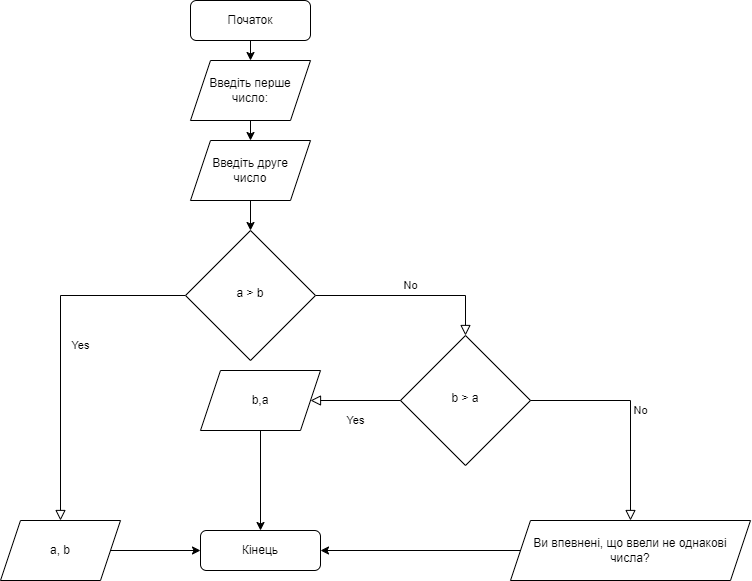 Початок
Введіть перше
число:
Введіть друге
число
a > b
No
Yes
b > a
b,a
Yes
No
a, b
Кінець
Ви впевнені, що ввели не однакові
числа?